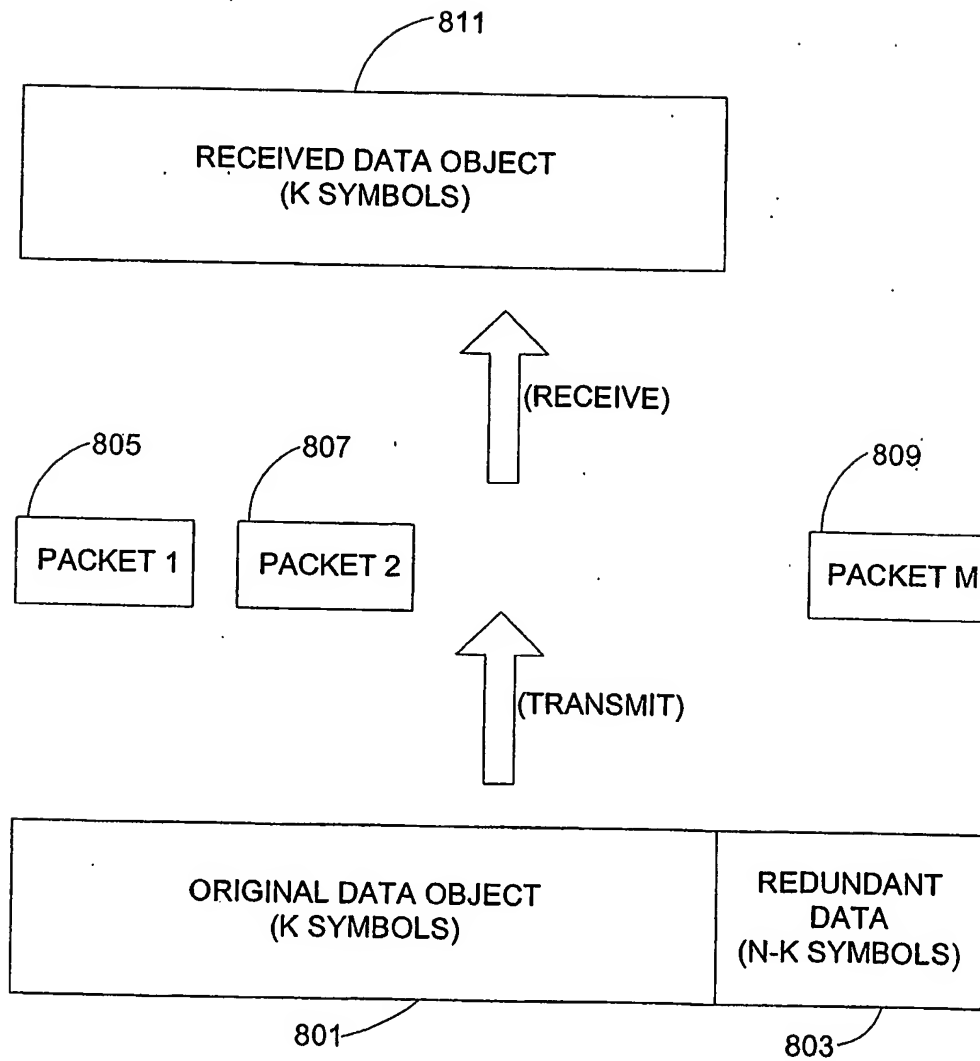 811
RECEIVED DATA OBJECT
(K SYMBOLS)
(RECEIVE)
805
807
809
PACKET 1
PACKET 2
PACKET M
(TRANSMIT)
ORIGINAL DATA OBJECT
(K SYMBOLS)
REDUNDANT
DATA
(N-K SYMBOLS)
801
803